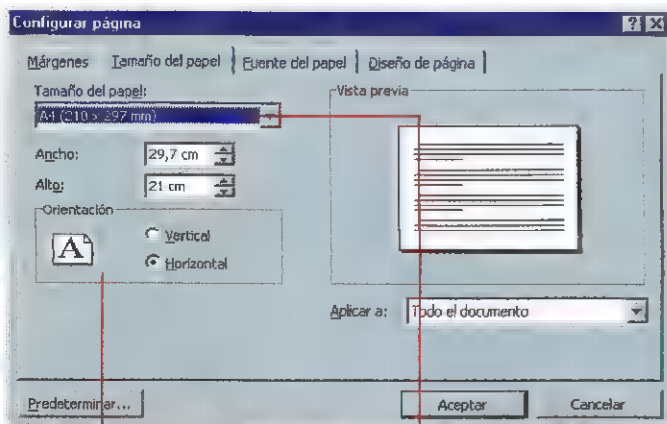 Configurar página
Márgenes Tamaño del papel Fuente del papel Diseño de página
Tamaño del papel:
A4 (210 x 297 mm)
Vista previa
Ancho: 29,7 cm
Alto: 21 cm
Orientación
A
Vertical
Horizontal
Aplicar a: Todo el documento
Predeterminar... Aceptar Cancelar